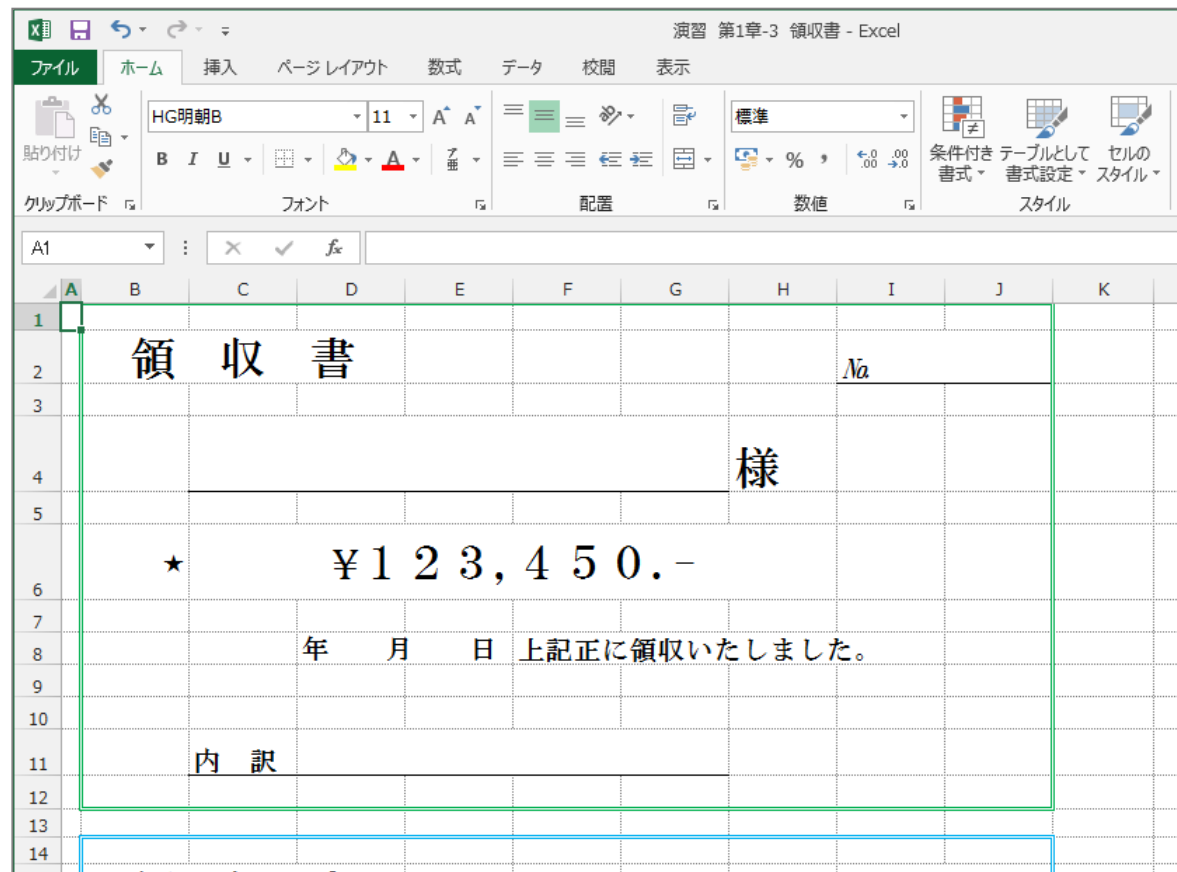 演習 第1章-3 領収書 - Excel
ファイル ホーム 挿入 ページ レイアウト 数式 データ 校閲 表示
HG明朝B 11 標準
貼り付け 条件付き書式 テーブルとして書式設定 セルのスタイル
B I U
クリップボード フォント 配置 数値 スタイル
A1 fx
A B C D E F G H I J K
1
2 領 収 書 №
3
4 様
5
6 ★ ¥123,450.-
7
8 年 月 日 上記正に領収いたしました。
9
10
11 内 訳
12
13
14